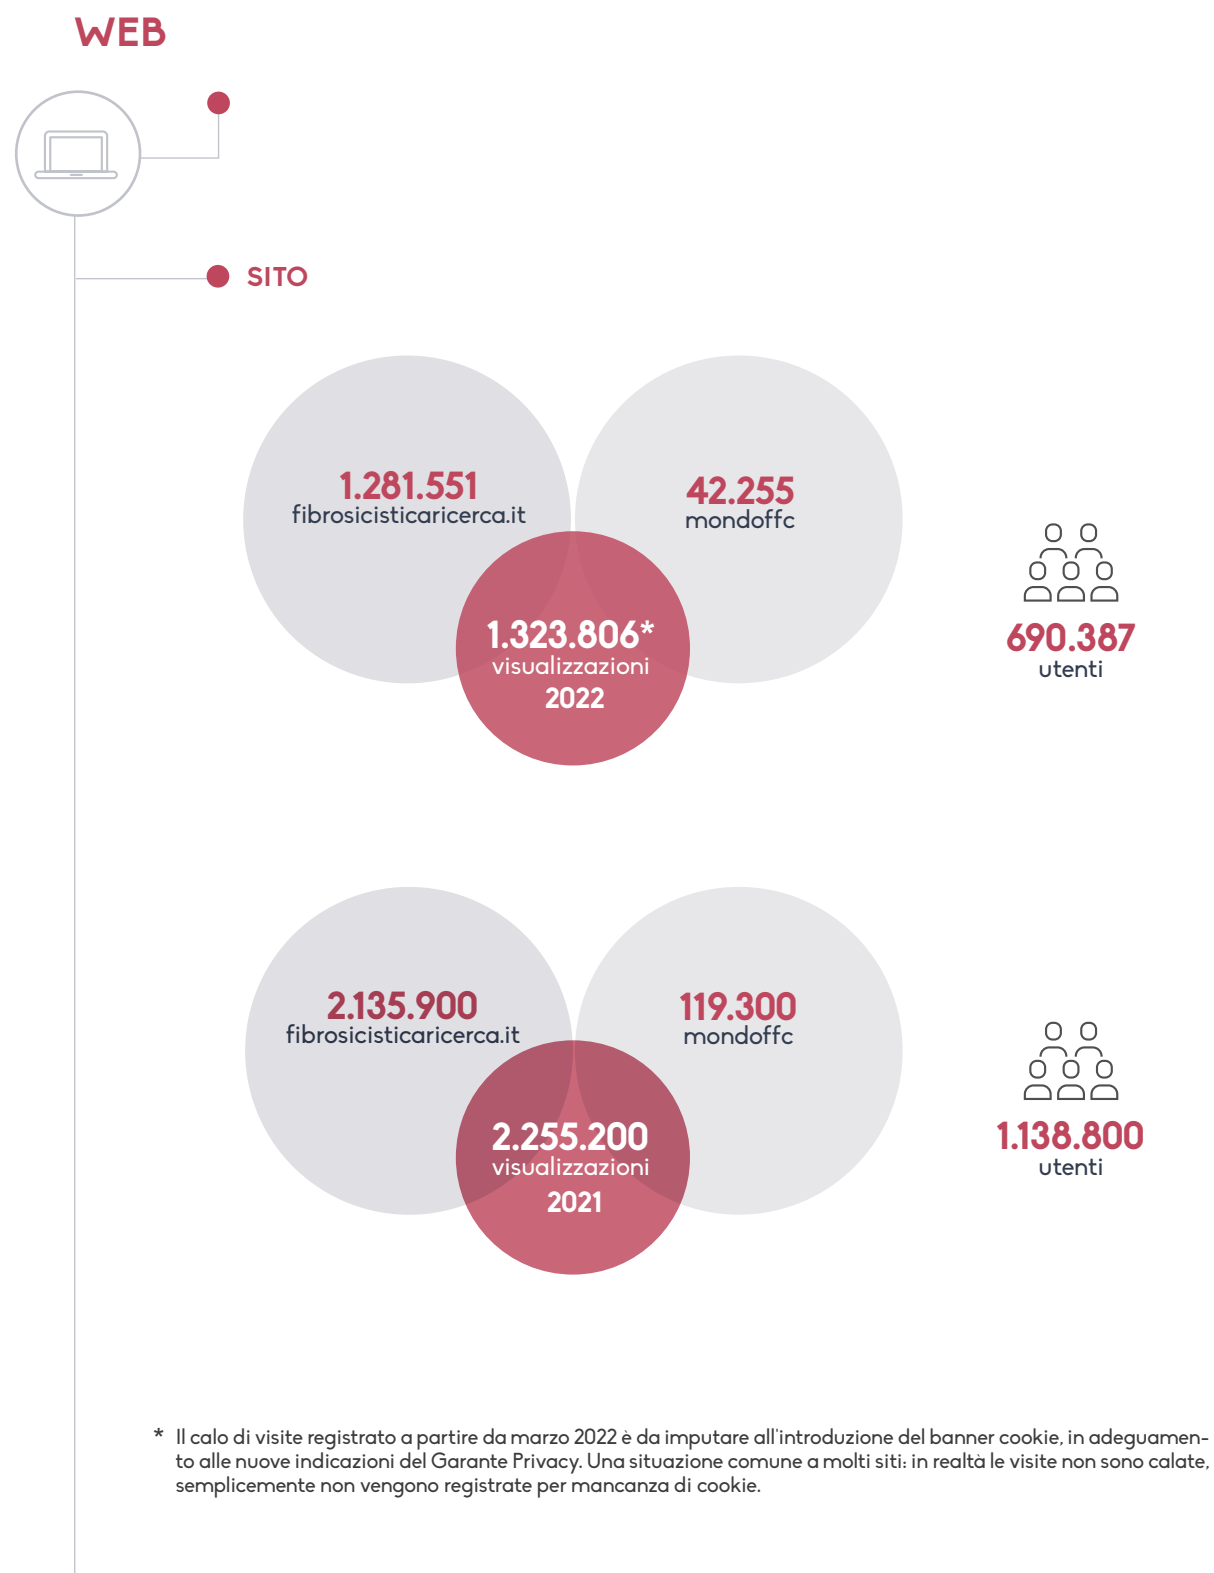 WEB
SITO
1.281.551
fibrosicisticaricerca.it
42.255
mondoffc
1.323.806*
visualizzazioni
2022
690.387
utenti
2.135.900
fibrosicisticaricerca.it
119.300
mondoffc
2.255.200
visualizzazioni
2021
1.138.800
utenti
* Il calo di visite registrato a partire da marzo 2022 è da imputare all'introduzione del banner cookie, in adeguamen-
to alle nuove indicazioni del Garante Privacy. Una situazione comune a molti siti: in realtà le visite non sono calate,
semplicemente non vengono registrate per mancanza di cookie.